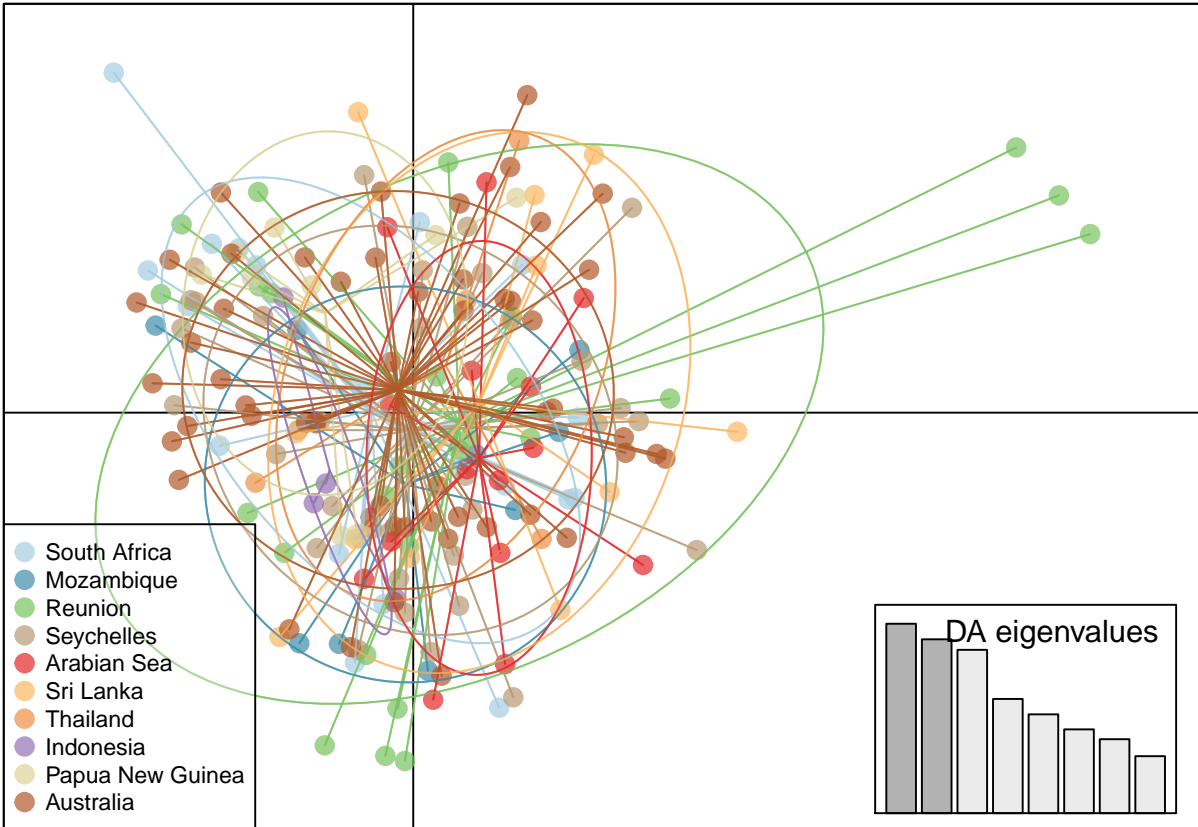 South Africa
Mozambique
Reunion
Seychelles
Arabian Sea
Sri Lanka
Thailand
Indonesia
Papua New Guinea
Australia
DA eigenvalues